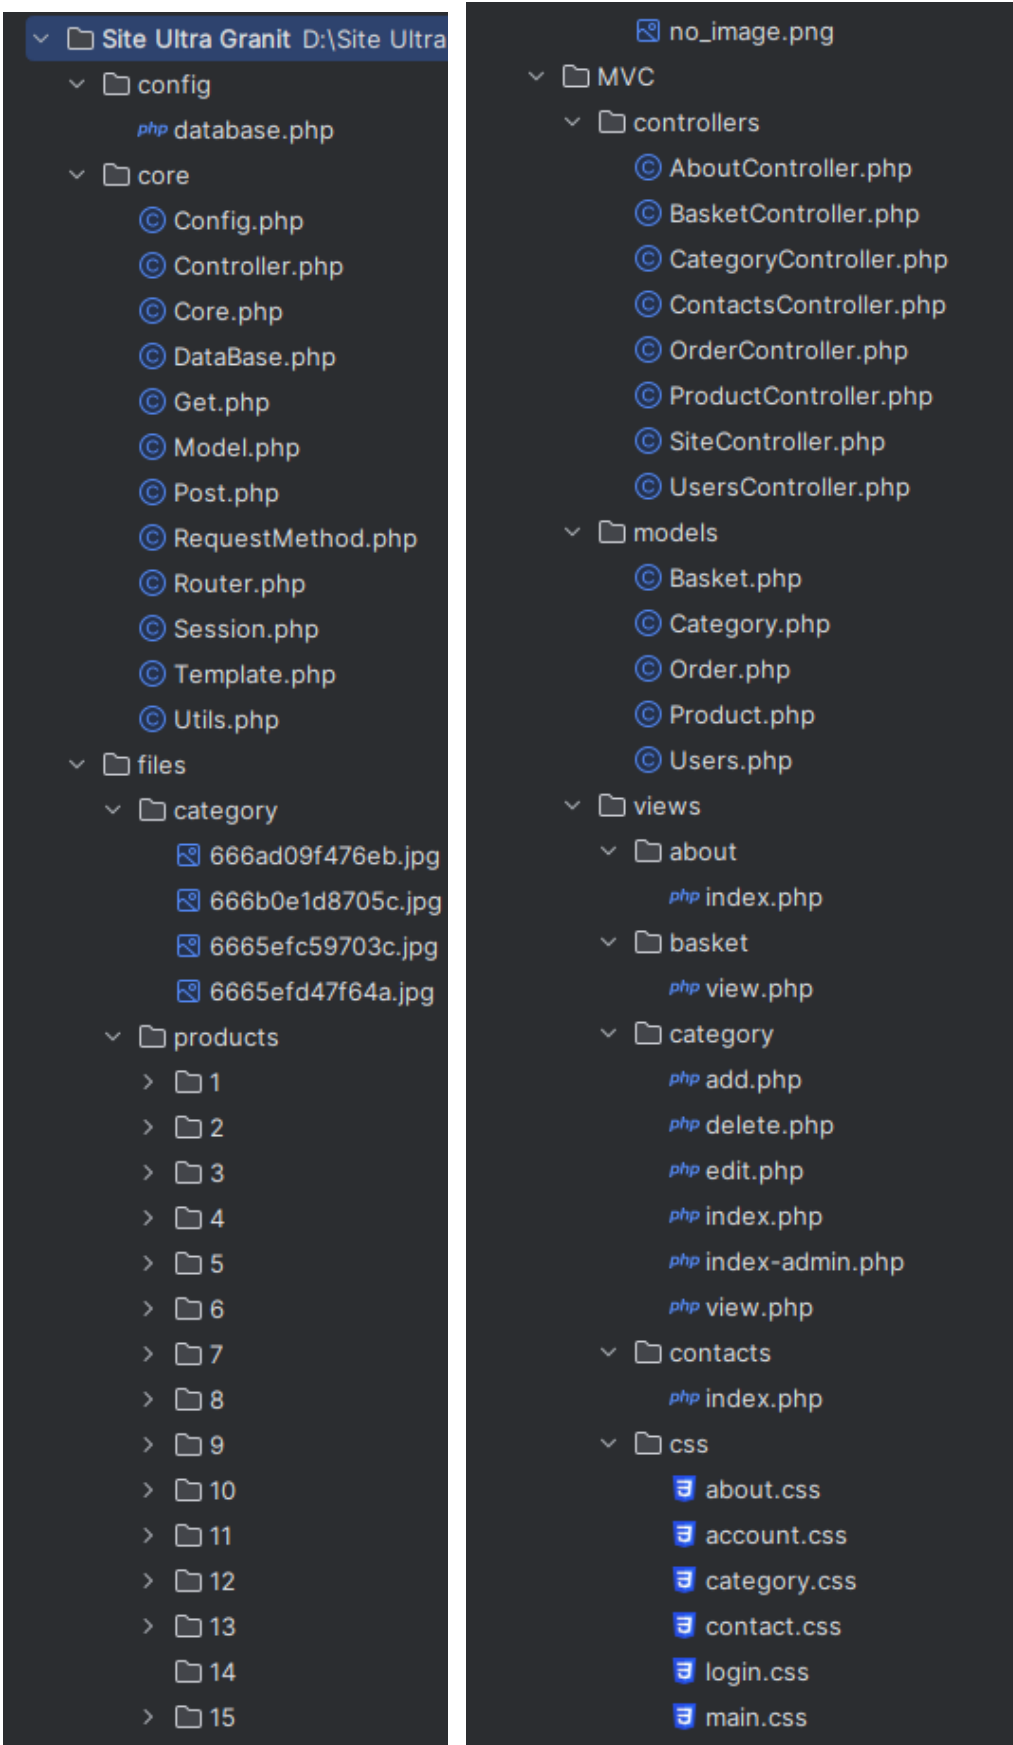 Site Ultra Granit D:\Site Ultra
config
php database.php
core
C Config.php
C Controller.php
C Core.php
C DataBase.php
C Get.php
C Model.php
C Post.php
C RequestMethod.php
C Router.php
C Session.php
C Template.php
C Utils.php
files
category
666ad09f476eb.jpg
666b0e1d8705c.jpg
6665efc59703c.jpg
6665efd47f64a.jpg
products
1
2
3
4
5
6
7
8
9
10
11
12
13
14
15
no_image.png
MVC
controllers
C AboutController.php
C BasketController.php
C CategoryController.php
C ContactsController.php
C OrderController.php
C ProductController.php
C SiteController.php
C UsersController.php
models
C Basket.php
C Category.php
C Order.php
C Product.php
C Users.php
views
about
php index.php
basket
php view.php
category
php add.php
php delete.php
php edit.php
php index.php
php index-admin.php
php view.php
contacts
php index.php
css
about.css
account.css
category.css
contact.css
login.css
main.css